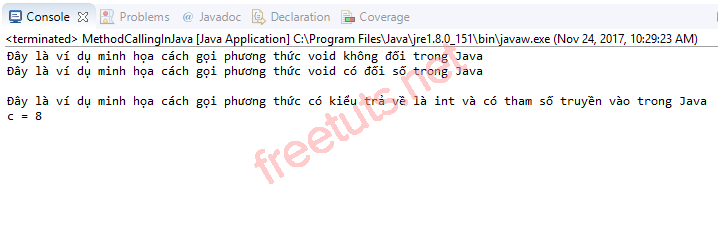 Console Problems @ Javadoc Declaration Coverage
<terminated> MethodCallingInJava [Java Application] C:\Program Files\Java\jre1.8.0_151\bin\javaw.exe (Nov 24, 2017, 10:29:23 AM)
Đây là ví dụ minh họa cách gọi phương thức void không đối trong Java
Đây là ví dụ minh họa cách gọi phương thức void có đối số trong Java
Đây là ví dụ minh họa cách gọi phương thức có kiểu trả về là int và có tham số truyền vào trong Java
c = 8
freetuts.net